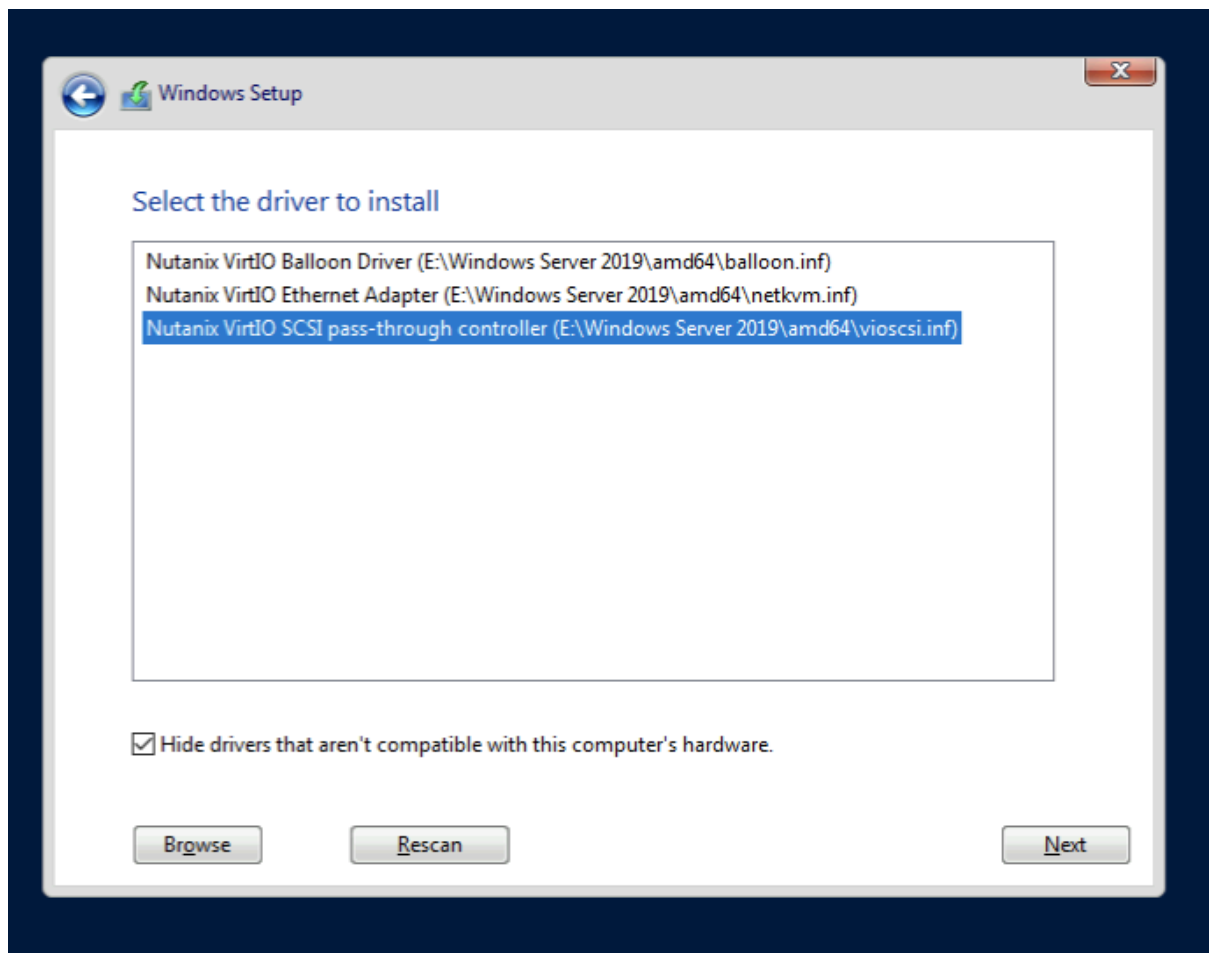 Windows Setup
X
Select the driver to install
Nutanix VirtIO Balloon Driver (E:\Windows Server 2019\amd64\balloon.inf)
Nutanix VirtIO Ethernet Adapter (E:\Windows Server 2019\amd64\netkvm.inf)
Nutanix VirtIO SCSI pass-through controller (E:\Windows Server 2019\amd64\vioscsi.inf)
Hide drivers that aren't compatible with this computer's hardware.
Browse Rescan Next